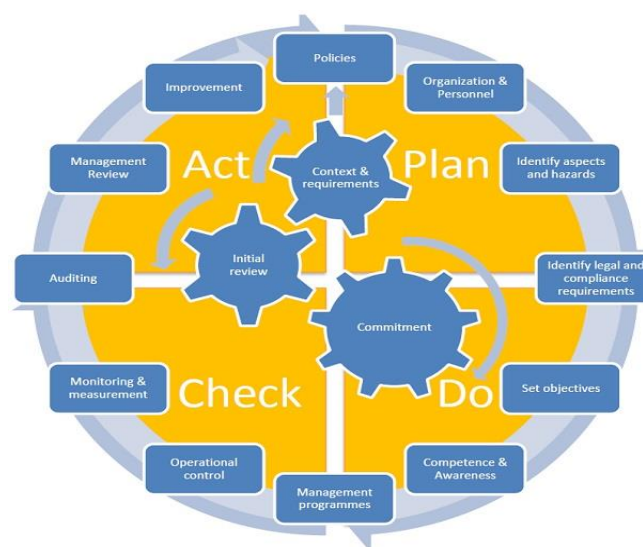 Policies
Improvement
Organization &
Personnel
Act
Plan
Context &
requirements
Management
Review
Identify aspects
and hazards
Initial
review
Auditing
Identify legal and
compliance
requirements
Commitment
Monitoring &
measurement
Check
Do
Set objectives
Operational
control
Competence &
Awareness
Management
programmes